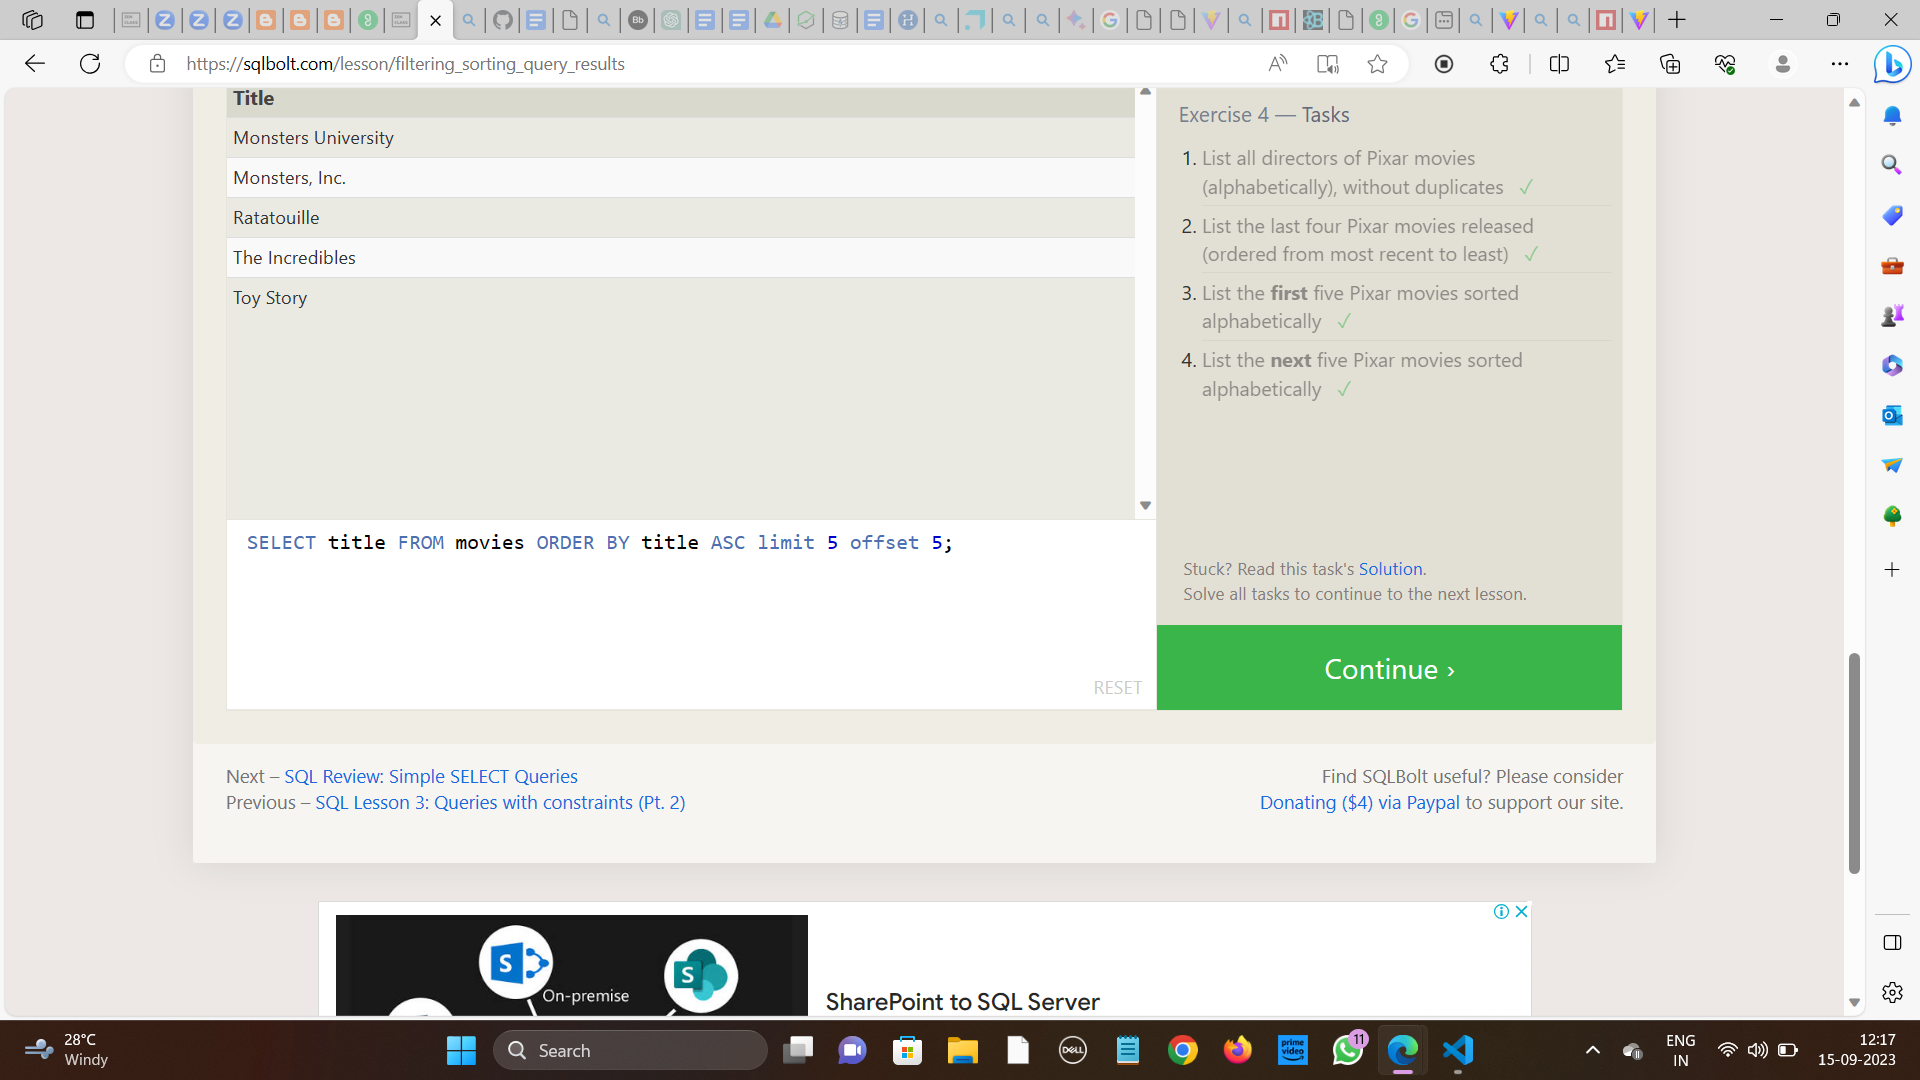 https://sqlbolt.com/lesson/filtering_sorting_query_results
Title
Monsters University
Monsters, Inc.
Ratatouille
The Incredibles
Toy Story
SELECT title FROM movies ORDER BY title ASC limit 5 offset 5;
RESET
Exercise 4 — Tasks
1. List all directors of Pixar movies
(alphabetically), without duplicates ✓
2. List the last four Pixar movies released
(ordered from most recent to least) ✓
3. List the first five Pixar movies sorted
alphabetically ✓
4. List the next five Pixar movies sorted
alphabetically ✓
Stuck? Read this task's Solution.
Solve all tasks to continue to the next lesson.
Continue ›
Next – SQL Review: Simple SELECT Queries
Previous – SQL Lesson 3: Queries with constraints (Pt. 2)
Find SQLBolt useful? Please consider
Donating ($4) via Paypal to support our site.
On-premise
SharePoint to SQL Server
28°C
Windy
Search
DELL
prime video
11
ENG
IN
12:17
15-09-2023